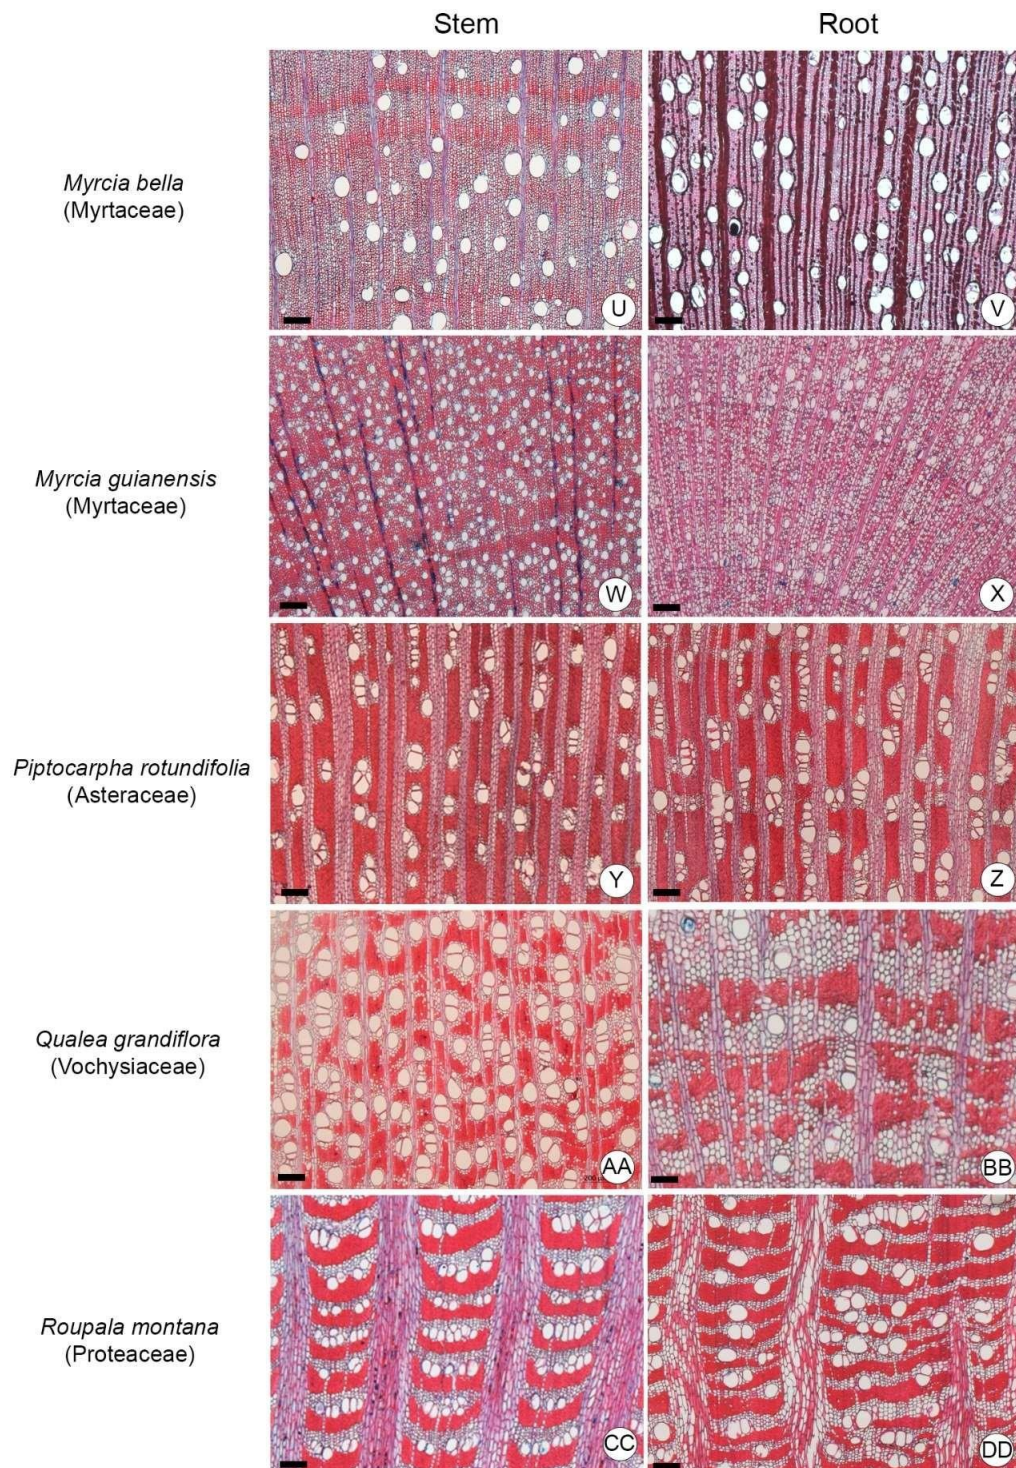 Stem Root
Myrcia bella
(Myrtaceae)
U V
Myrcia guianensis
(Myrtaceae)
W X
Piptocarpha rotundifolia
(Asteraceae)
Y Z
Qualea grandiflora
(Vochysiaceae)
AA BB
Roupala montana
(Proteaceae)
CC DD